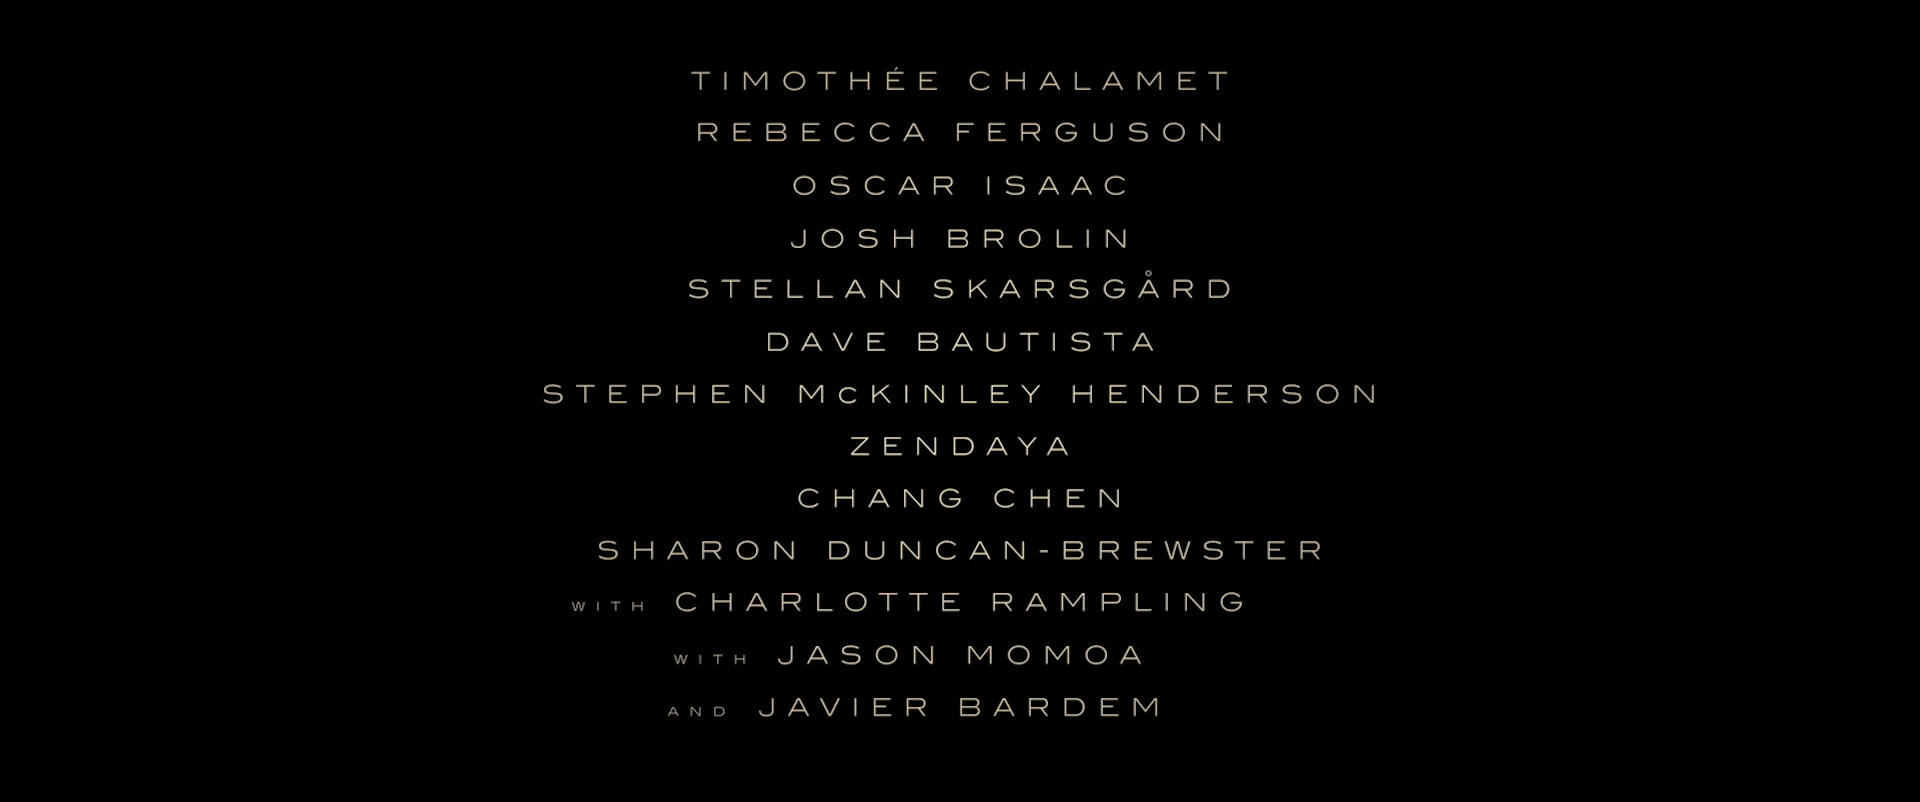 TIMOTHÉE CHALAMET
REBECCA FERGUSON
OSCAR ISAAC
JOSH BROLIN
STELLAN SKARSGÅRD
DAVE BAUTISTA
STEPHEN McKINLEY HENDERSON
ZENDAYA
CHANG CHEN
SHARON DUNCAN-BREWSTER
WITH CHARLOTTE RAMPLING
WITH JASON MOMOA
AND JAVIER BARDEM